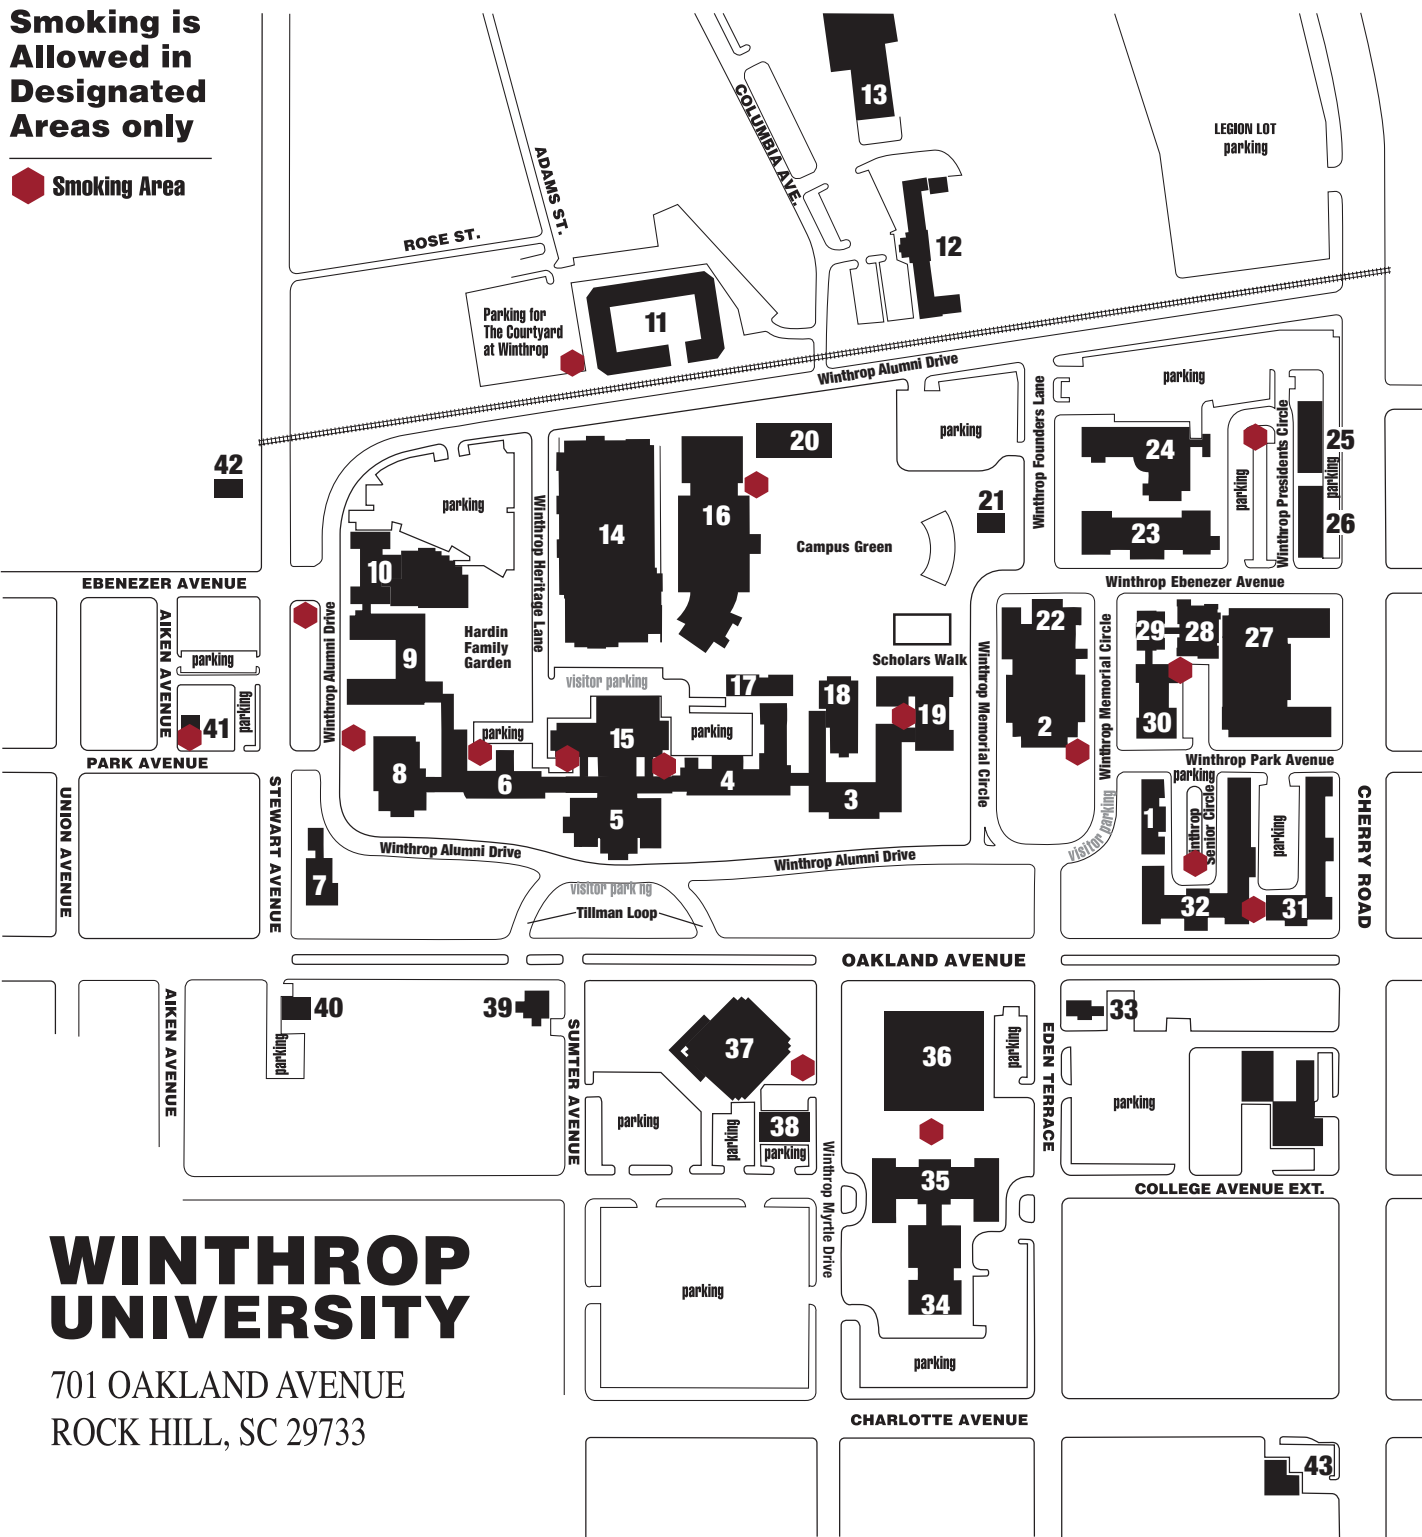 Smoking is
Allowed in
Designated
Areas only
Smoking Area
13
LEGION LOT
parking
COLUMBIA AVE.
ADAMS ST.
ROSE ST.
12
Parking for
The Courtyard
at Winthrop
11
Winthrop Alumni Drive
parking
Winthrop Founders Lane
Winthrop Presidents Circle
20
parking
24
25
parking
parking
42
parking
Winthrop Heritage Lane
14
16
21
23
26
Campus Green
10
EBENEZER AVENUE
Winthrop Ebenezer Avenue
AIKEN AVENUE
Winthrop Alumni Drive
Hardin
Family
Garden
9
22
29
28
27
parking
Scholars Walk
Winthrop Memorial Circle
Winthrop Memorial Circle
visitor parking
17
18
19
parking
41
parking
15
parking
2
30
PARK AVENUE
Winthrop Park Avenue
8
6
4
3
parking
UNION AVENUE
STEWART AVENUE
5
1
Winthrop
Senior Circle
parking
CHERRY ROAD
visitor parking
Winthrop Alumni Drive
Winthrop Alumni Drive
7
visitor park ng
Tillman Loop
32
31
OAKLAND AVENUE
AIKEN AVENUE
40
39
33
parking
SUMTER AVENUE
37
36
parking
EDEN TERRACE
parking
parking
parking
38
parking
Winthrop Myrtle Drive
35
COLLEGE AVENUE EXT.
WINTHROP
UNIVERSITY
parking
34
parking
701 OAKLAND AVENUE
ROCK HILL, SC 29733
CHARLOTTE AVENUE
43